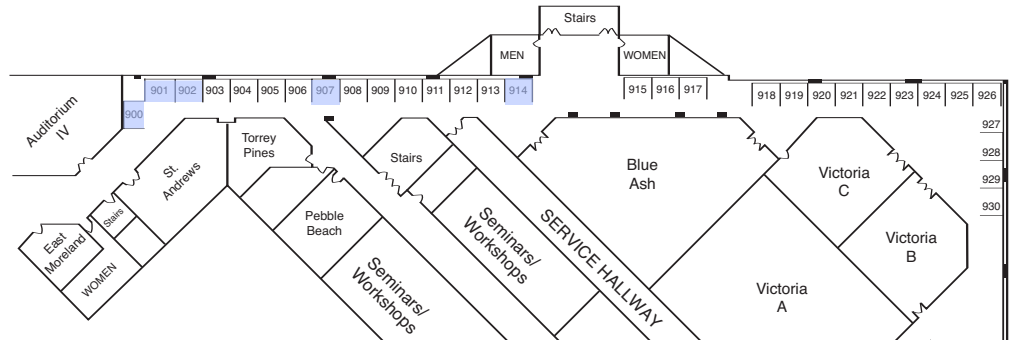 Stairs
MEN
WOMEN
901 902 903 904 905 906 907 908 909 910 911 912 913 914
915 916 917
918 919 920 921 922 923 924 925 926
900
927
928
929
930
Auditorium
IV
Torrey
Pines
St.
Andrews
Stairs
Blue
Ash
Victoria
C
Stairs
Pebble
Beach
Seminars/
Workshops
SERVICE HALLWAY
East
Moreland
WOMEN
Victoria
B
Seminars/
Workshops
Victoria
A